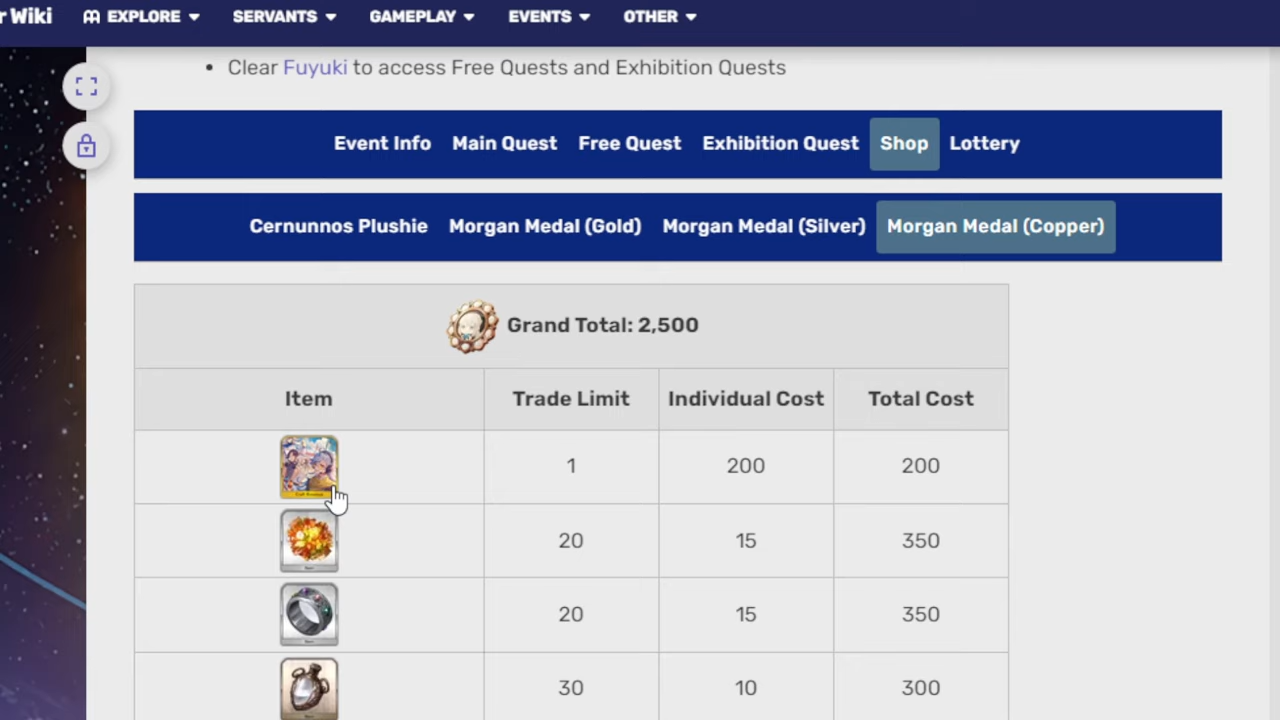 r Wiki EXPLORE SERVANTS GAMEPLAY EVENTS OTHER
• Clear Fuyuki to access Free Quests and Exhibition Quests
Event Info Main Quest Free Quest Exhibition Quest Shop Lottery
Cernunnos Plushie Morgan Medal (Gold) Morgan Medal (Silver) Morgan Medal (Copper)
Grand Total: 2,500
Item Trade Limit Individual Cost Total Cost
1 200 200
20 15 350
20 15 350
30 10 300